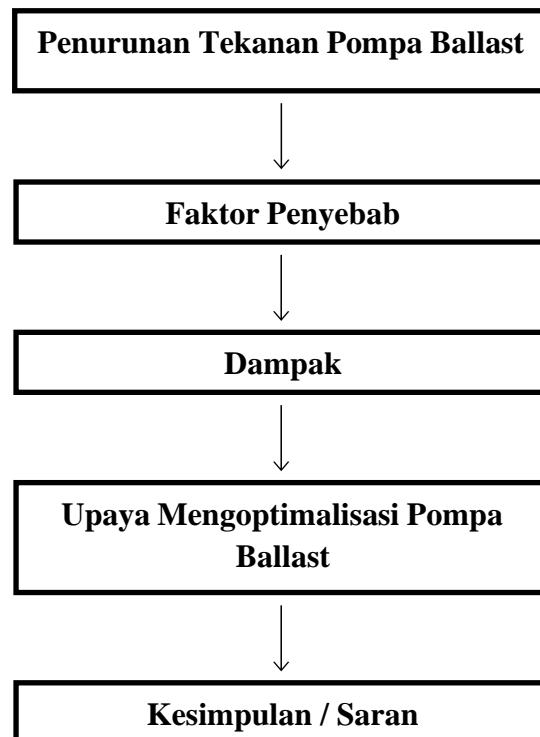 Penurunan Tekanan Pompa Ballast
Faktor Penyebab
Dampak
Upaya Mengoptimalisasi Pompa
Ballast
Kesimpulan / Saran